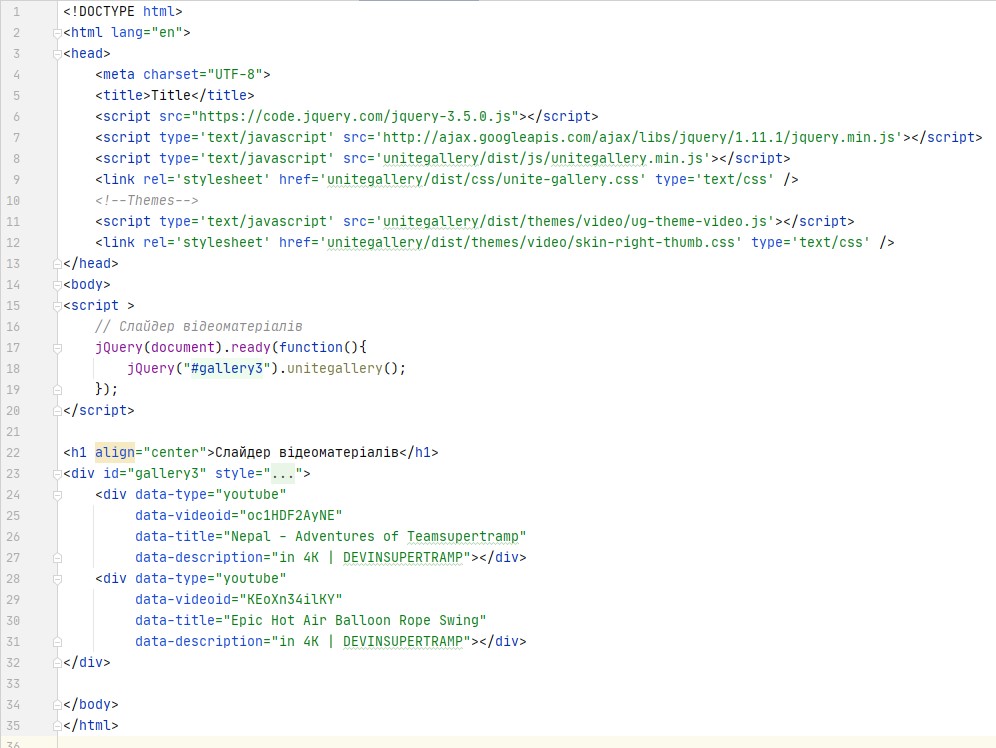 1 <!DOCTYPE html>
2 <html lang="en">
3 <head>
4     <meta charset="UTF-8">
5     <title>Title</title>
6     <script src="https://code.jquery.com/jquery-3.5.0.js"></script>
7     <script type='text/javascript' src='http://ajax.googleapis.com/ajax/libs/jquery/1.11.1/jquery.min.js'></script>
8     <script type='text/javascript' src='unitegallery/dist/js/unitegallery.min.js'></script>
9     <link rel='stylesheet' href='unitegallery/dist/css/unite-gallery.css' type='text/css' />
10     <!--Themes-->
11     <script type='text/javascript' src='unitegallery/dist/themes/video/ug-theme-video.js'></script>
12     <link rel='stylesheet' href='unitegallery/dist/themes/video/skin-right-thumb.css' type='text/css' />
13 </head>
14 <body>
15 <script >
16     // Слайдер відеоматеріалів
17     jQuery(document).ready(function(){
18         jQuery("#gallery3").unitegallery();
19     });
20 </script>
21
22 <h1 align="center">Слайдер відеоматеріалів</h1>
23 <div id="gallery3" style="...">
24     <div data-type="youtube"
25          data-videoid="oc1HDF2AyNE"
26          data-title="Nepal - Adventures of Teamsupertramp"
27          data-description="in 4K | DEVINSUPERTRAMP"></div>
28     <div data-type="youtube"
29          data-videoid="KEoXn34ilKY"
30          data-title="Epic Hot Air Balloon Rope Swing"
31          data-description="in 4K | DEVINSUPERTRAMP"></div>
32 </div>
33
34 </body>
35 </html>
36